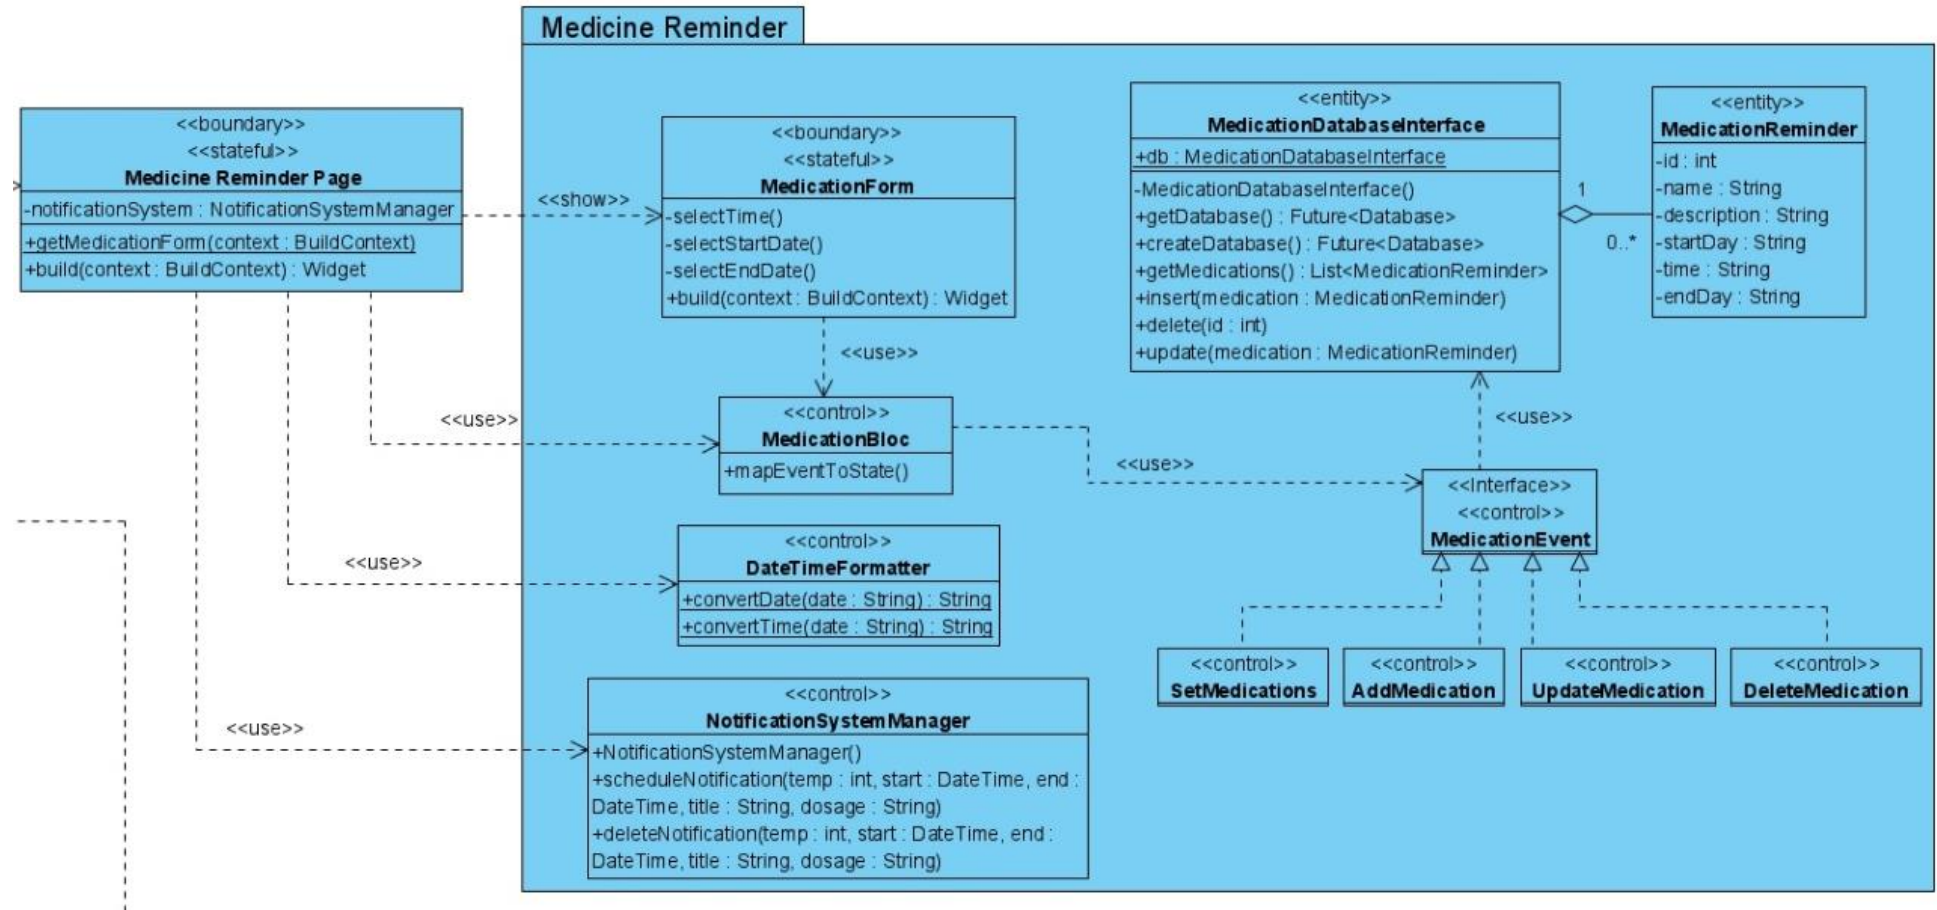 Medicine Reminder
<<boundary>>
<<stateful>>
Medicine Reminder Page
-notificationSystem : NotificationSystemManager
+getMedicationForm(context : BuildContext)
+build(context : BuildContext) : Widget
<<show>>
<<boundary>>
<<stateful>>
MedicationForm
-selectTime()
-selectStartDate()
-selectEndDate()
+build(context : BuildContext) : Widget
<<entity>>
MedicationDatabaseInterface
+db : MedicationDatabaseInterface
-MedicationDatabaseInterface()
+getDatabase() : Future<Database>
+createDatabase() : Future<Database>
+getMedications() : List<MedicationReminder>
+insert(medication : MedicationReminder)
+delete(id : int)
+update(medication : MedicationReminder)
1
0..*
<<entity>>
MedicationReminder
-id : int
-name : String
-description : String
-startDay : String
-time : String
-endDay : String
<<use>>
<<use>>
<<control>>
MedicationBloc
+mapEventToState()
<<use>>
<<use>>
<<Interface>>
<<control>>
MedicationEvent
<<use>>
<<control>>
DateTimeFormatter
+convertDate(date : String) : String
+convertTime(date : String) : String
<<control>>
SetMedications
<<control>>
AddMedication
<<control>>
UpdateMedication
<<control>>
DeleteMedication
<<use>>
<<control>>
NotificationSystemManager
+NotificationSystemManager()
+scheduleNotification(temp : int, start : DateTime, end :
DateTime, title : String, dosage : String)
+deleteNotification(temp : int, start : DateTime, end :
DateTime, title : String, dosage : String)